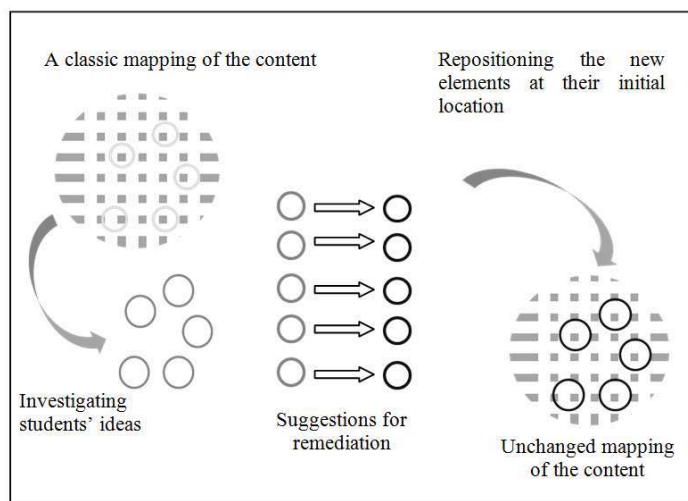 A classic mapping of the content
Repositioning the new
elements at their initial
location
Investigating
students’ ideas
Suggestions for
remediation
Unchanged mapping
of the content